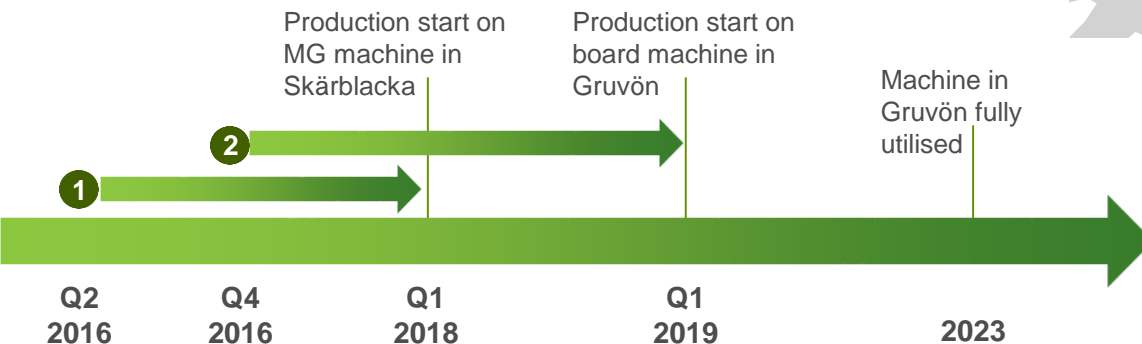 Production start on
MG machine in
Skärblacka
Production start on
board machine in
Gruvön
Machine in
Gruvön fully
utilised
2
1
Q2
2016
Q4
2016
Q1
2018
Q1
2019
2023